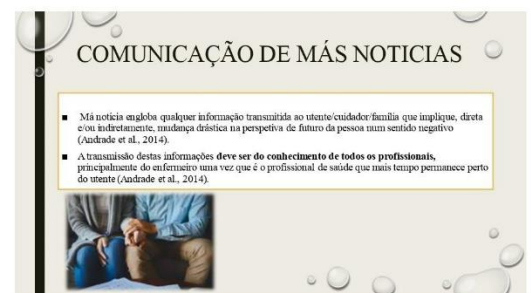 COMUNICAÇÃO DE MÁS NOTICIAS
▪ Má noticia engloba qualquer informação transmitida ao utente/cuidador/família que implique, direta
e/ou indiretamente, mudança drástica na perspetiva de futuro da pessoa num sentido negativo
(Andrade et al., 2014).
▪ A transmissão destas informações deve ser do conhecimento de todos os profissionais,
principalmente do enfermeiro uma vez que é o profissional de saúde que mais tempo permanece perto
do utente (Andrade et al., 2014).